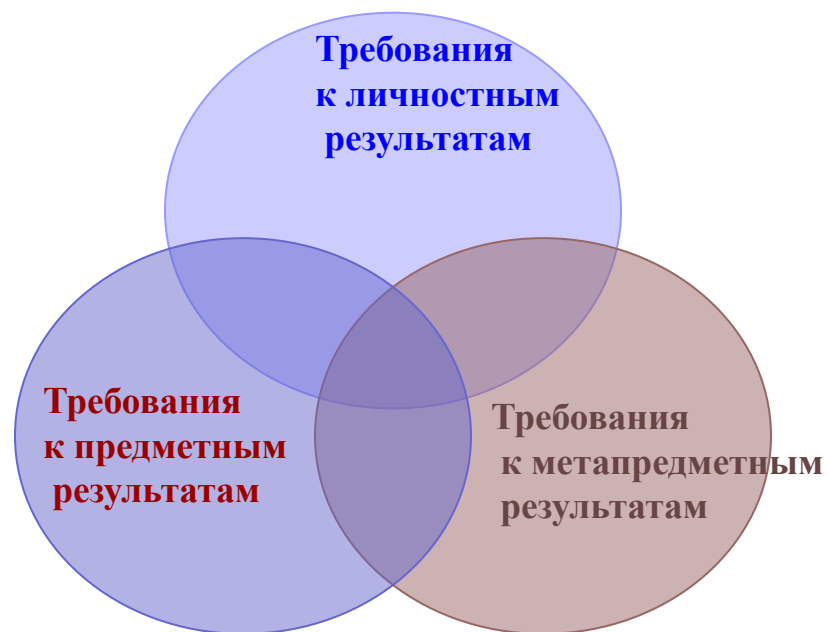 Требования
к личностным
результатам
Требования
к предметным
результатам
Требования
к метапредметным
результатам